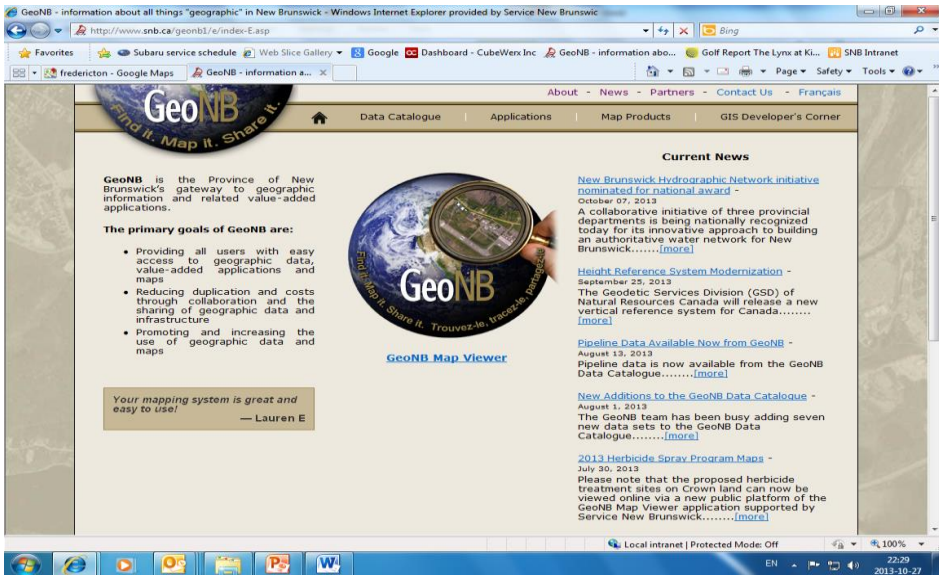 GeoNB - information about all things "geographic" in New Brunswick - Windows Internet Explorer provided by Service New Brunswic
http://www.snb.ca/geonb1/e/index-E.asp
Bing
Favorites
Subaru service schedule
Web Slice Gallery
Google
Dashboard - CubeWerx Inc
GeoNB - information abo...
Golf Report The Lynx at Ki...
SNB Intranet
fredericton - Google Maps
GeoNB - information a...
Page
Safety
Tools
About - News - Partners - Contact Us - Français
GeoNB
Find it. Map it. Share it.
Data Catalogue | Applications | Map Products | GIS Developer's Corner
GeoNB is the Province of New
Brunswick's gateway to geographic
information and related value-added
applications.
The primary goals of GeoNB are:
• Providing all users with easy
access to geographic data,
value-added applications and
maps
• Reducing duplication and costs
through collaboration and the
sharing of geographic data and
infrastructure
• Promoting and increasing the
use of geographic data and
maps
Your mapping system is great and
easy to use!
— Lauren E
GeoNB
Find it. Map it. Share it. Trouvez-le, tracez-le, partagez-le.
GeoNB Map Viewer
Current News
New Brunswick Hydrographic Network initiative
nominated for national award -
October 07, 2013
A collaborative initiative of three provincial
departments is being nationally recognized
today for its innovative approach to building
an authoritative water network for New
Brunswick.......[more]
Height Reference System Modernization -
September 25, 2013
The Geodetic Services Division (GSD) of
Natural Resources Canada will release a new
vertical reference system for Canada........
[more]
Pipeline Data Available Now from GeoNB -
August 13, 2013
Pipeline data is now available from the GeoNB
Data Catalogue........[more]
New Additions to the GeoNB Data Catalogue -
August 1, 2013
The GeoNB team has been busy adding seven
new data sets to the GeoNB Data
Catalogue........[more]
2013 Herbicide Spray Program Maps -
July 30, 2013
Please note that the proposed herbicide
treatment sites on Crown land can now be
viewed online via a new public platform of the
GeoNB Map Viewer application supported by
Service New Brunswick........[more]
Local intranet | Protected Mode: Off
100%
EN
22:29
2013-10-27